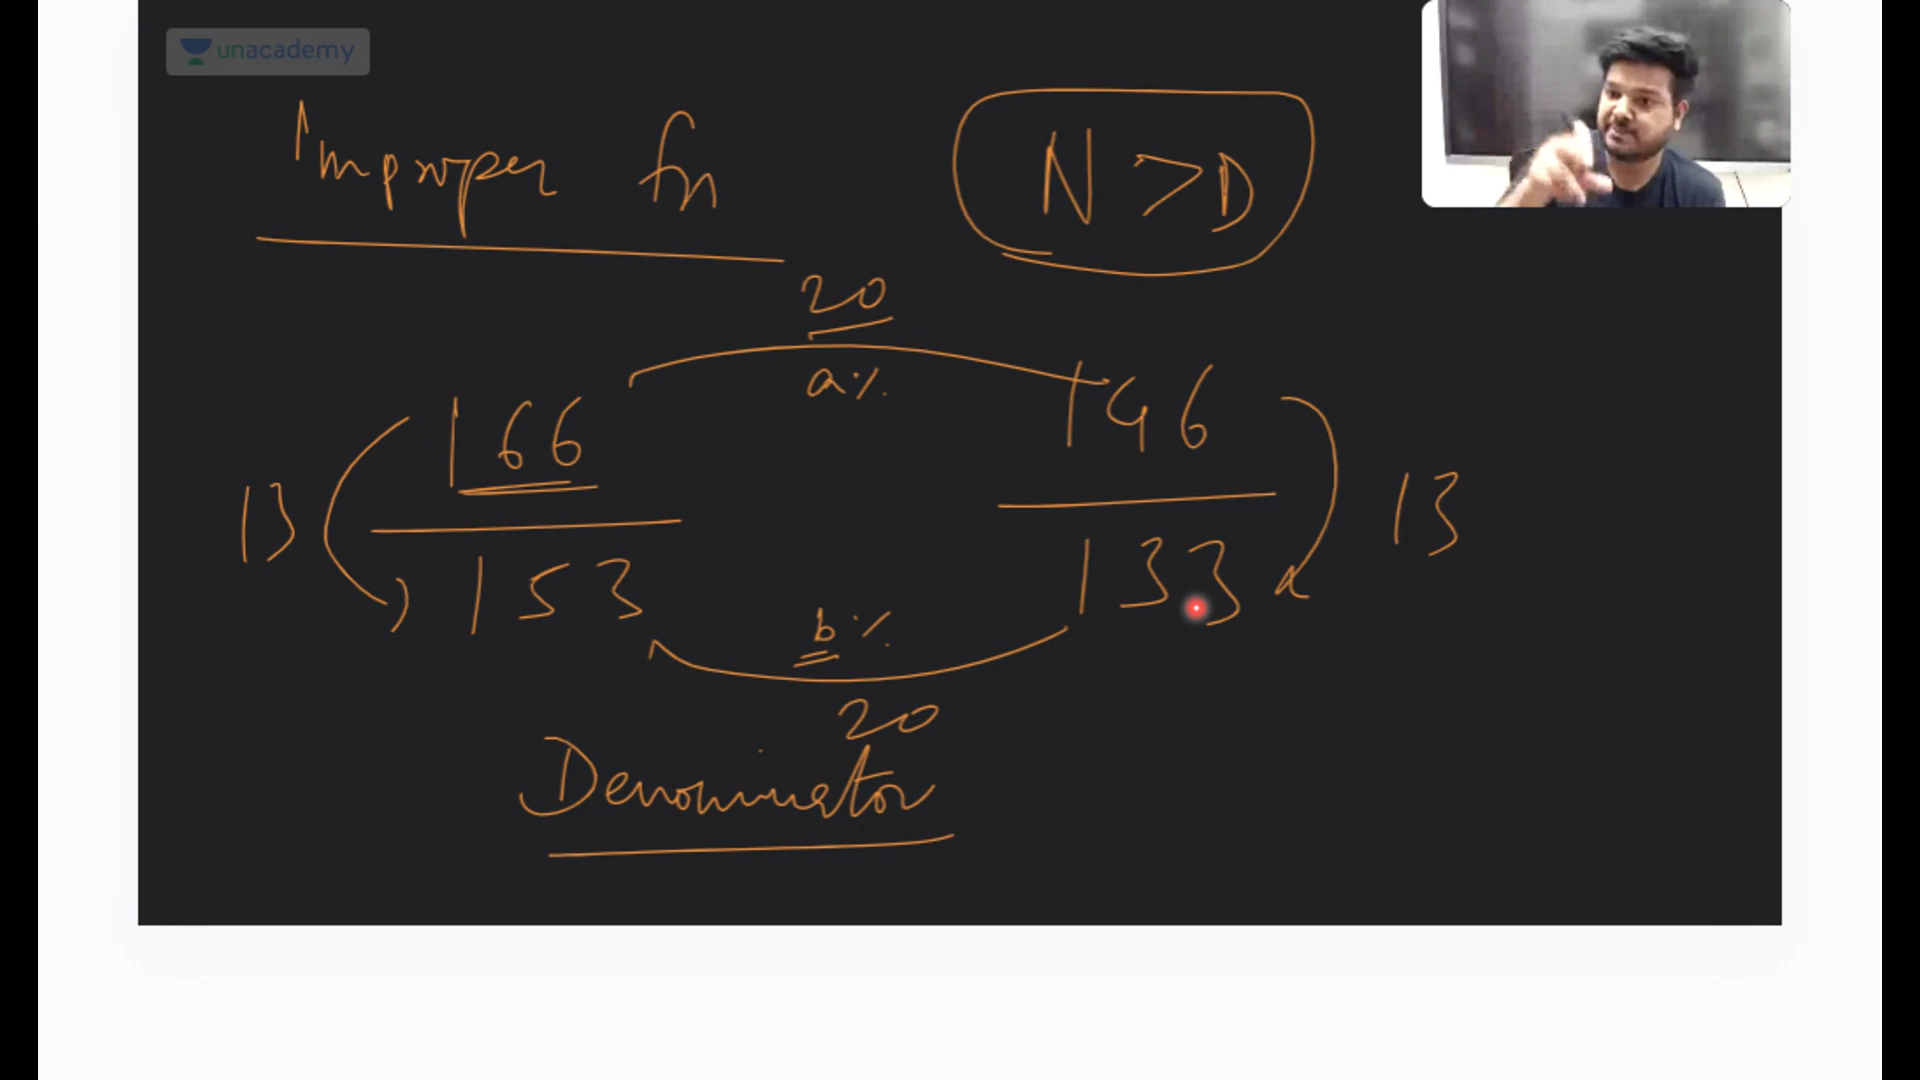 unacademy
Improper fn N > D
20
a%
166 146
13 13
153 133
b%
20
Denominator